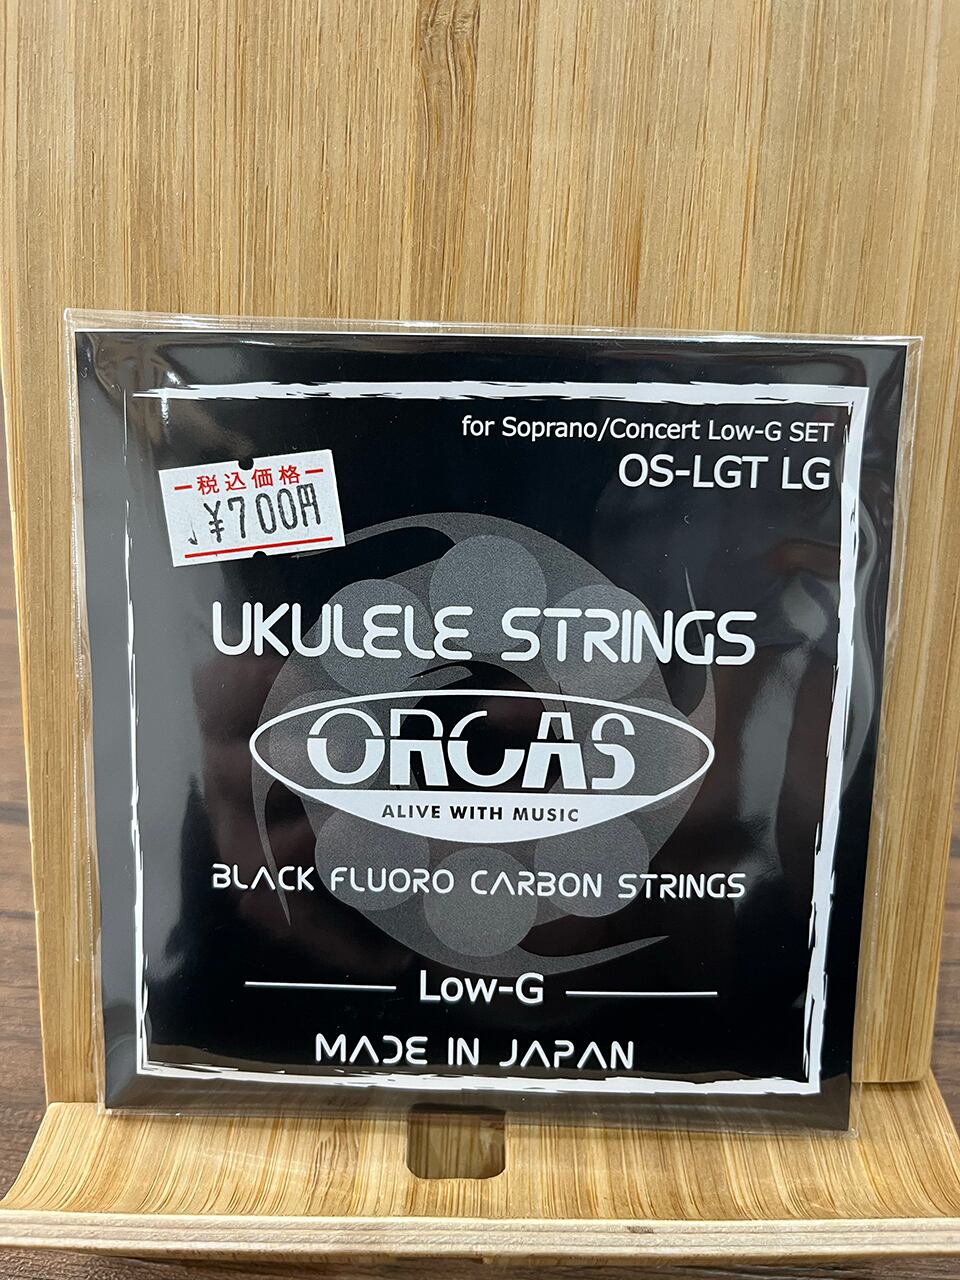 for Soprano/Concert Low-G SET
OS-LGT LG
税込価格
¥700円
UKULELE STRINGS
ORCAS
ALIVE WITH MUSIC
BLACK FLUORO CARBON STRINGS
Low-G
MADE IN JAPAN